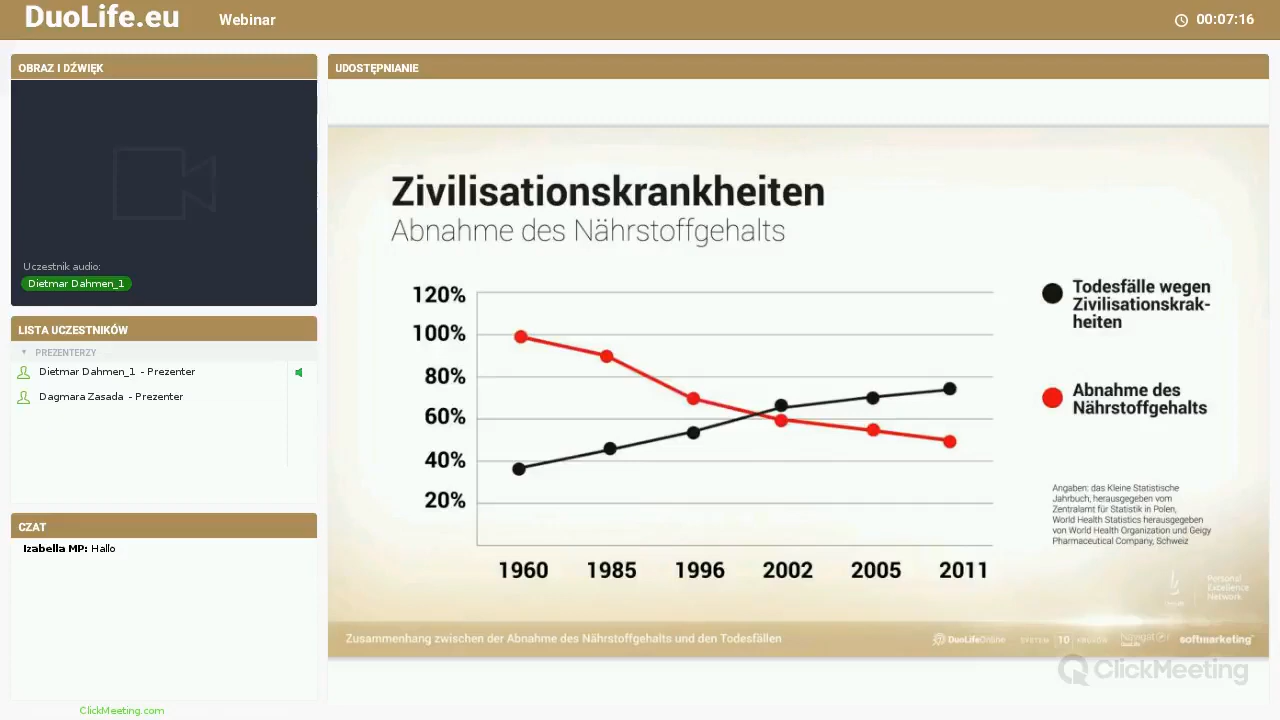 DuoLife.eu
Webinar
00:07:16
OBRAZ I DŹWIĘK
Uczestnik audio:
Dietmar Dahmen_1
LISTA UCZESTNIKÓW
PREZENTERZY
Dietmar Dahmen_1 - Prezenter
Dagmara Zasada - Prezenter
CZAT
Izabella MP: Hallo
ClickMeeting.com
UDOSTĘPNIANIE
Zivilisationskrankheiten
Abnahme des Nährstoffgehalts
120%
100%
80%
60%
40%
20%
1960 1985 1996 2002 2005 2011
Todesfälle wegen
Zivilisationskrak-
heiten
Abnahme des
Nährstoffgehalts
Angaben: das Kleine Statistische
Jahrbuch, herausgegeben vom
Zentralamt für Statistik in Polen,
World Health Statistics herausgegeben
von World Health Organization und Geigy
Pharmaceutical Company, Schweiz
Personal
Excellence
Network
Zusammenhang zwischen der Abnahme des Nährstoffgehalts und den Todesfällen
DuoLifeOnline
SYSTEM 10 KROKÓW
softmarketing
ClickMeeting